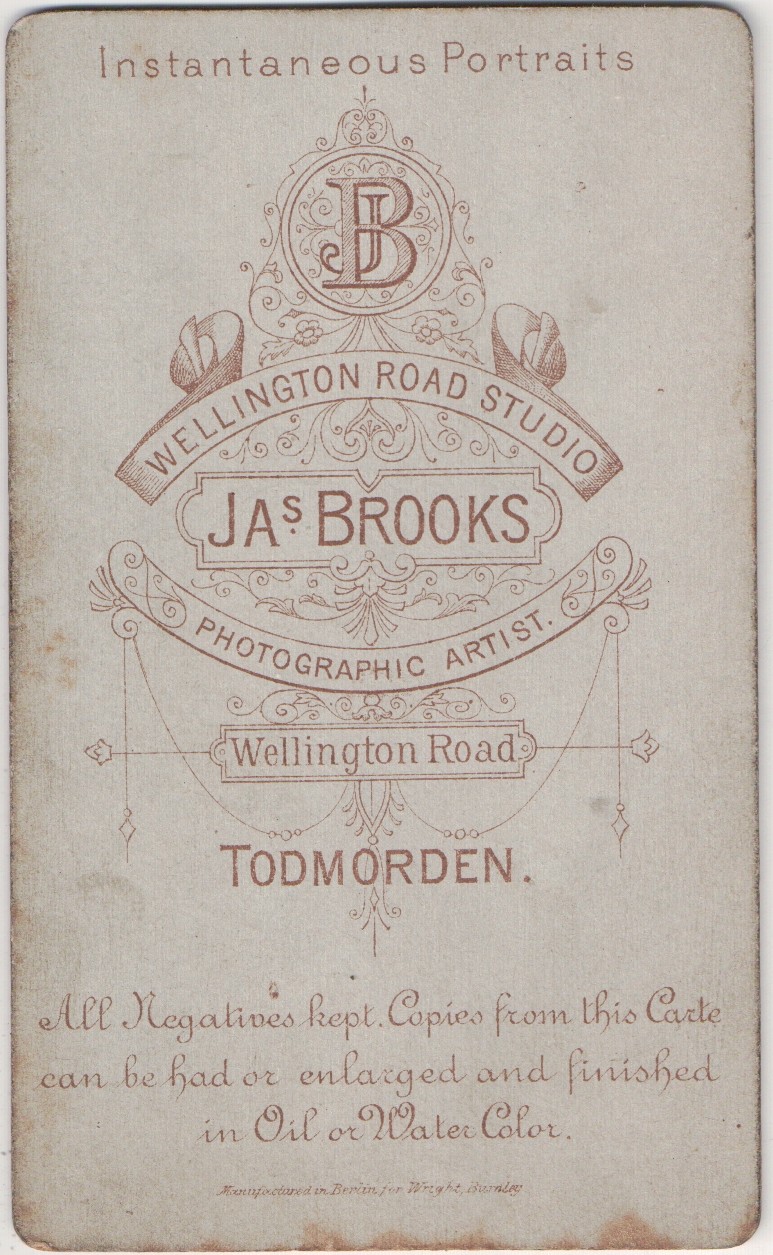 Instantaneous Portraits
JB
WELLINGTON ROAD STUDIO
JAS. BROOKS
PHOTOGRAPHIC ARTIST.
Wellington Road
TODMORDEN.
All Negatives kept. Copies from this Carte
can be had or enlarged and finished
in Oil or Water Color.
Manufactured in Berlin for Wright, Burnley